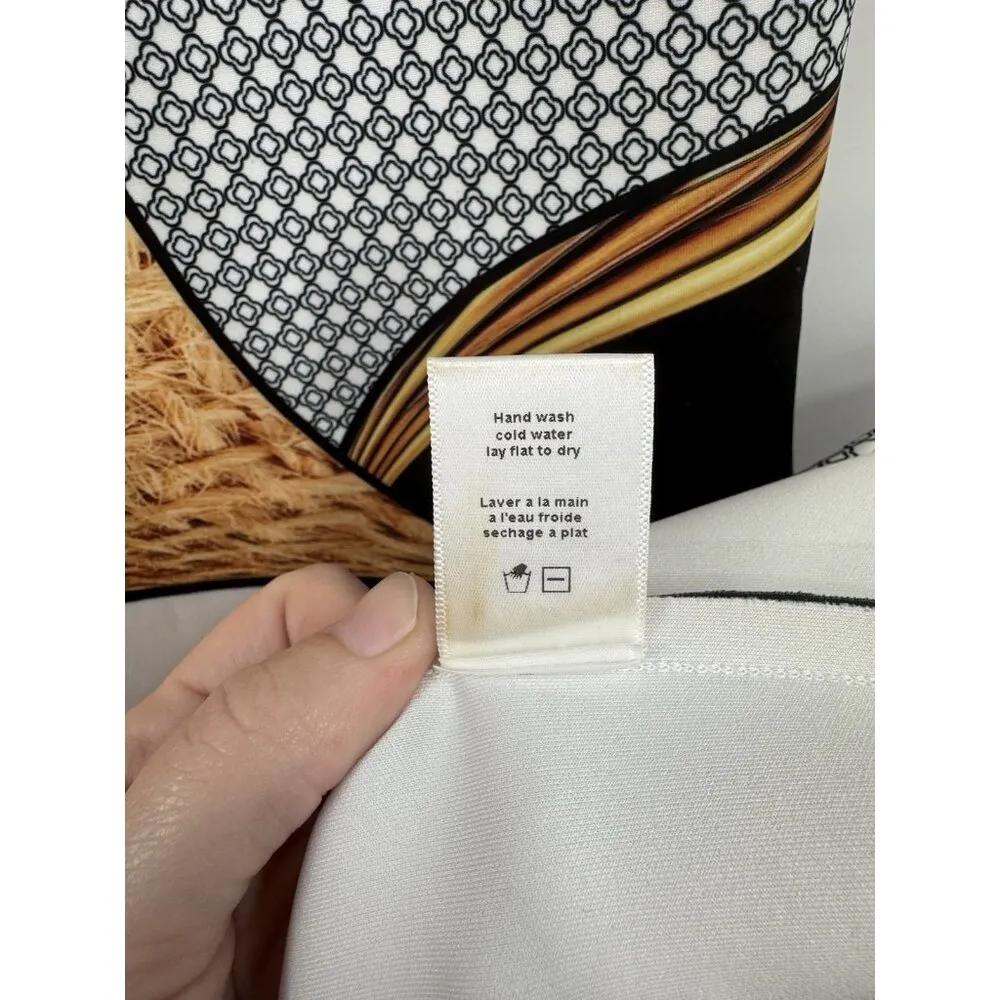 Hand wash
cold water
lay flat to dry
Laver a la main
a l'eau froide
sechage a plat